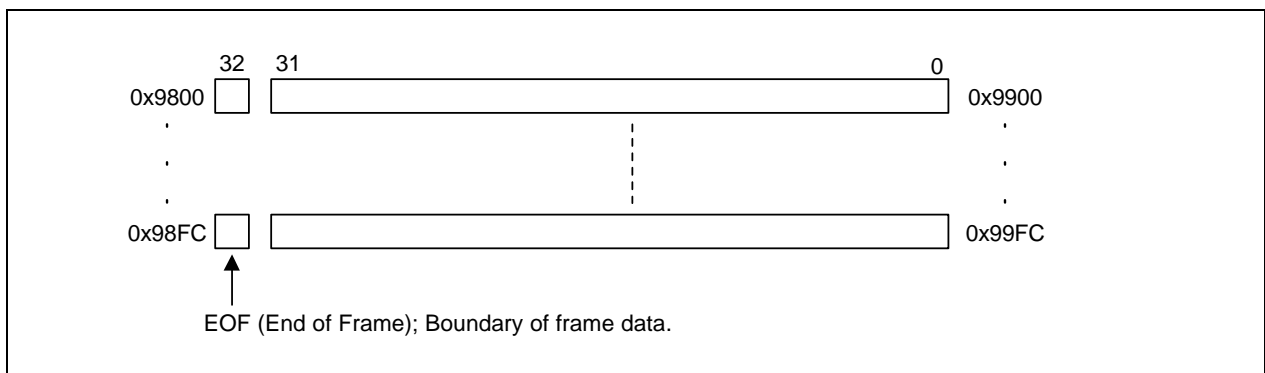 32 31 0
0x9800 0x9900
0x98FC 0x99FC
EOF (End of Frame); Boundary of frame data.